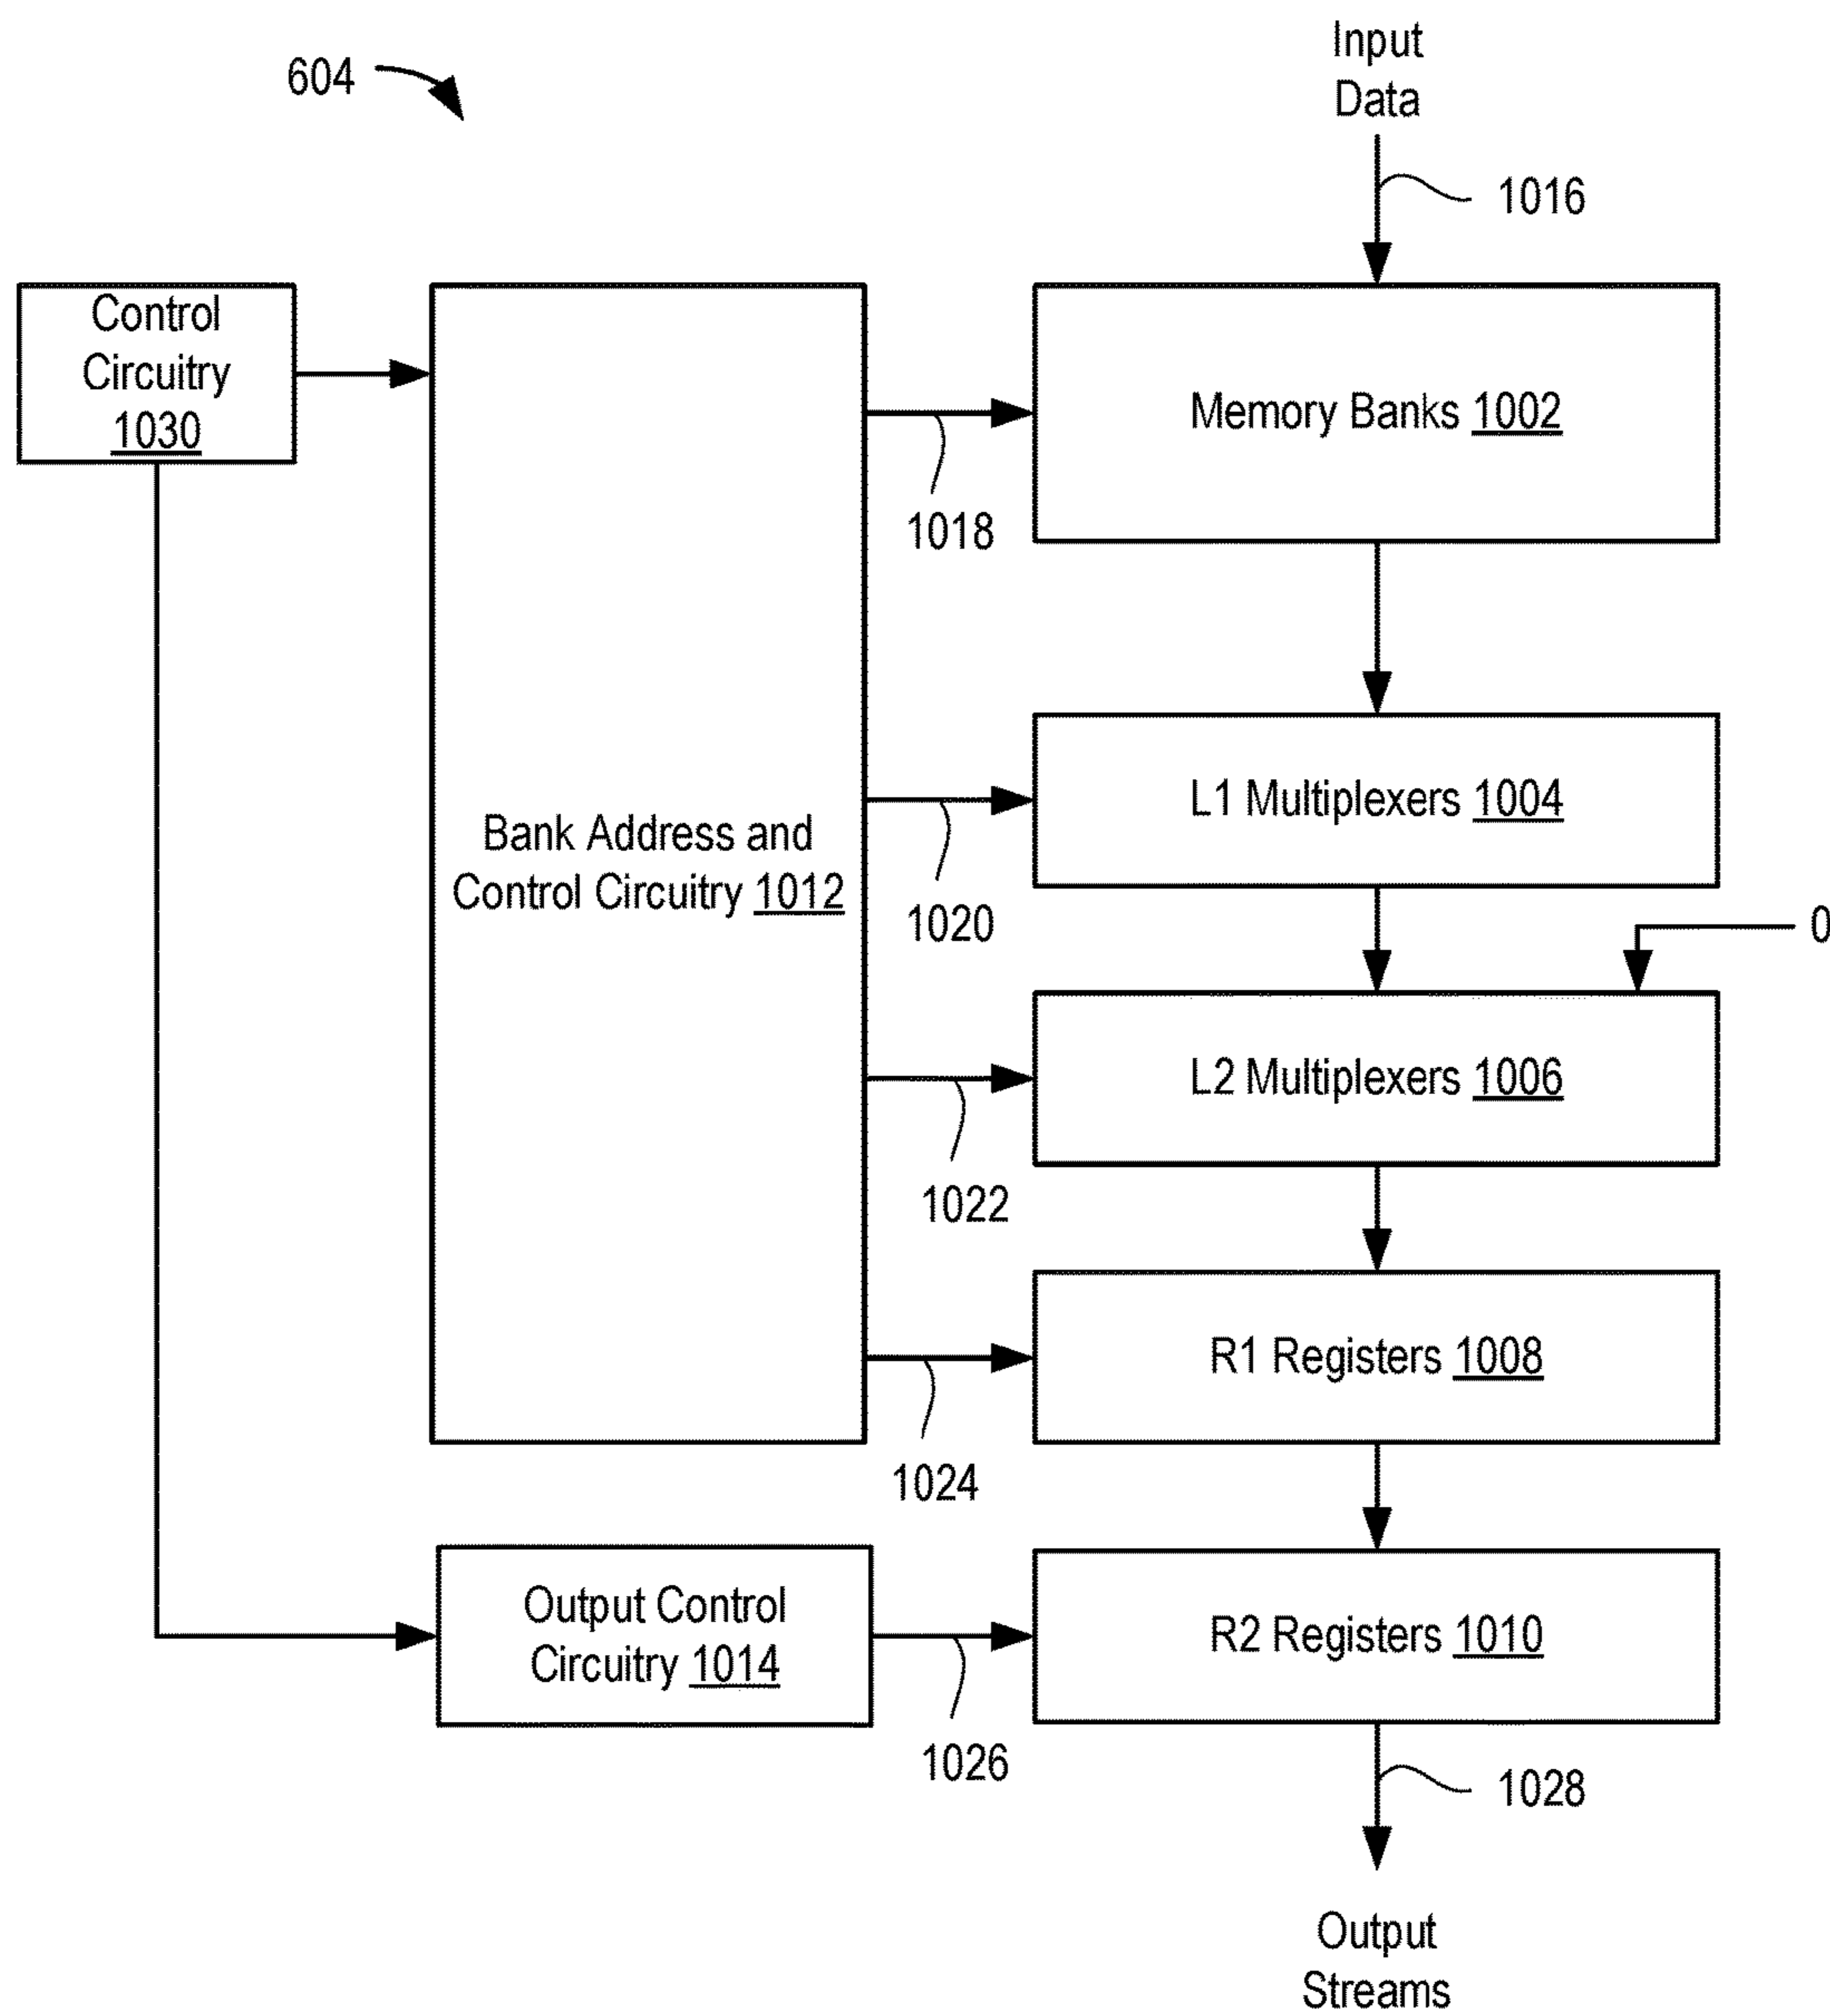 604
Input
Data
1016
Control
Circuitry
1030
Memory Banks 1002
1018
L1 Multiplexers 1004
Bank Address and
Control Circuitry 1012
1020
0
L2 Multiplexers 1006
1022
R1 Registers 1008
1024
Output Control
Circuitry 1014
R2 Registers 1010
1026
1028
Output
Streams